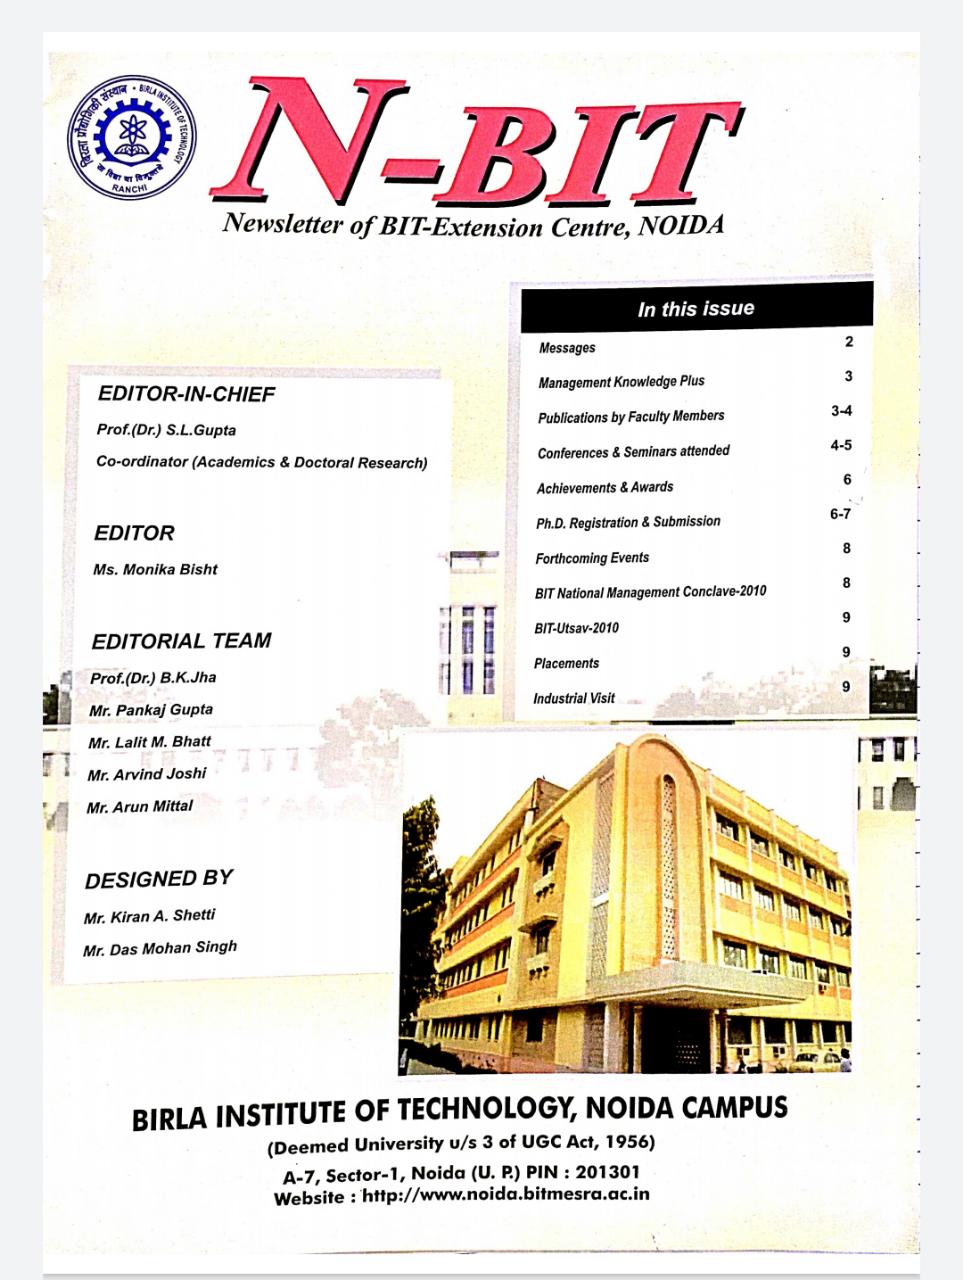 बिरला प्रौद्योगिकी संस्थान • BIRLA INSTITUTE OF TECHNOLOGY
RANCHI
N-BIT
Newsletter of BIT-Extension Centre, NOIDA
EDITOR-IN-CHIEF
Prof.(Dr.) S.L.Gupta
Co-ordinator (Academics & Doctoral Research)
EDITOR
Ms. Monika Bisht
EDITORIAL TEAM
Prof.(Dr.) B.K.Jha
Mr. Pankaj Gupta
Mr. Lalit M. Bhatt
Mr. Arvind Joshi
Mr. Arun Mittal
DESIGNED BY
Mr. Kiran A. Shetti
Mr. Das Mohan Singh
In this issue
Messages 2
Management Knowledge Plus 3
Publications by Faculty Members 3-4
Conferences & Seminars attended 4-5
Achievements & Awards 6
Ph.D. Registration & Submission 6-7
Forthcoming Events 8
BIT National Management Conclave-2010 8
BIT-Utsav-2010 9
Placements 9
Industrial Visit 9
BIRLA INSTITUTE OF TECHNOLOGY, NOIDA CAMPUS
(Deemed University u/s 3 of UGC Act, 1956)
A-7, Sector-1, Noida (U. P.) PIN : 201301
Website : http://www.noida.bitmesra.ac.in